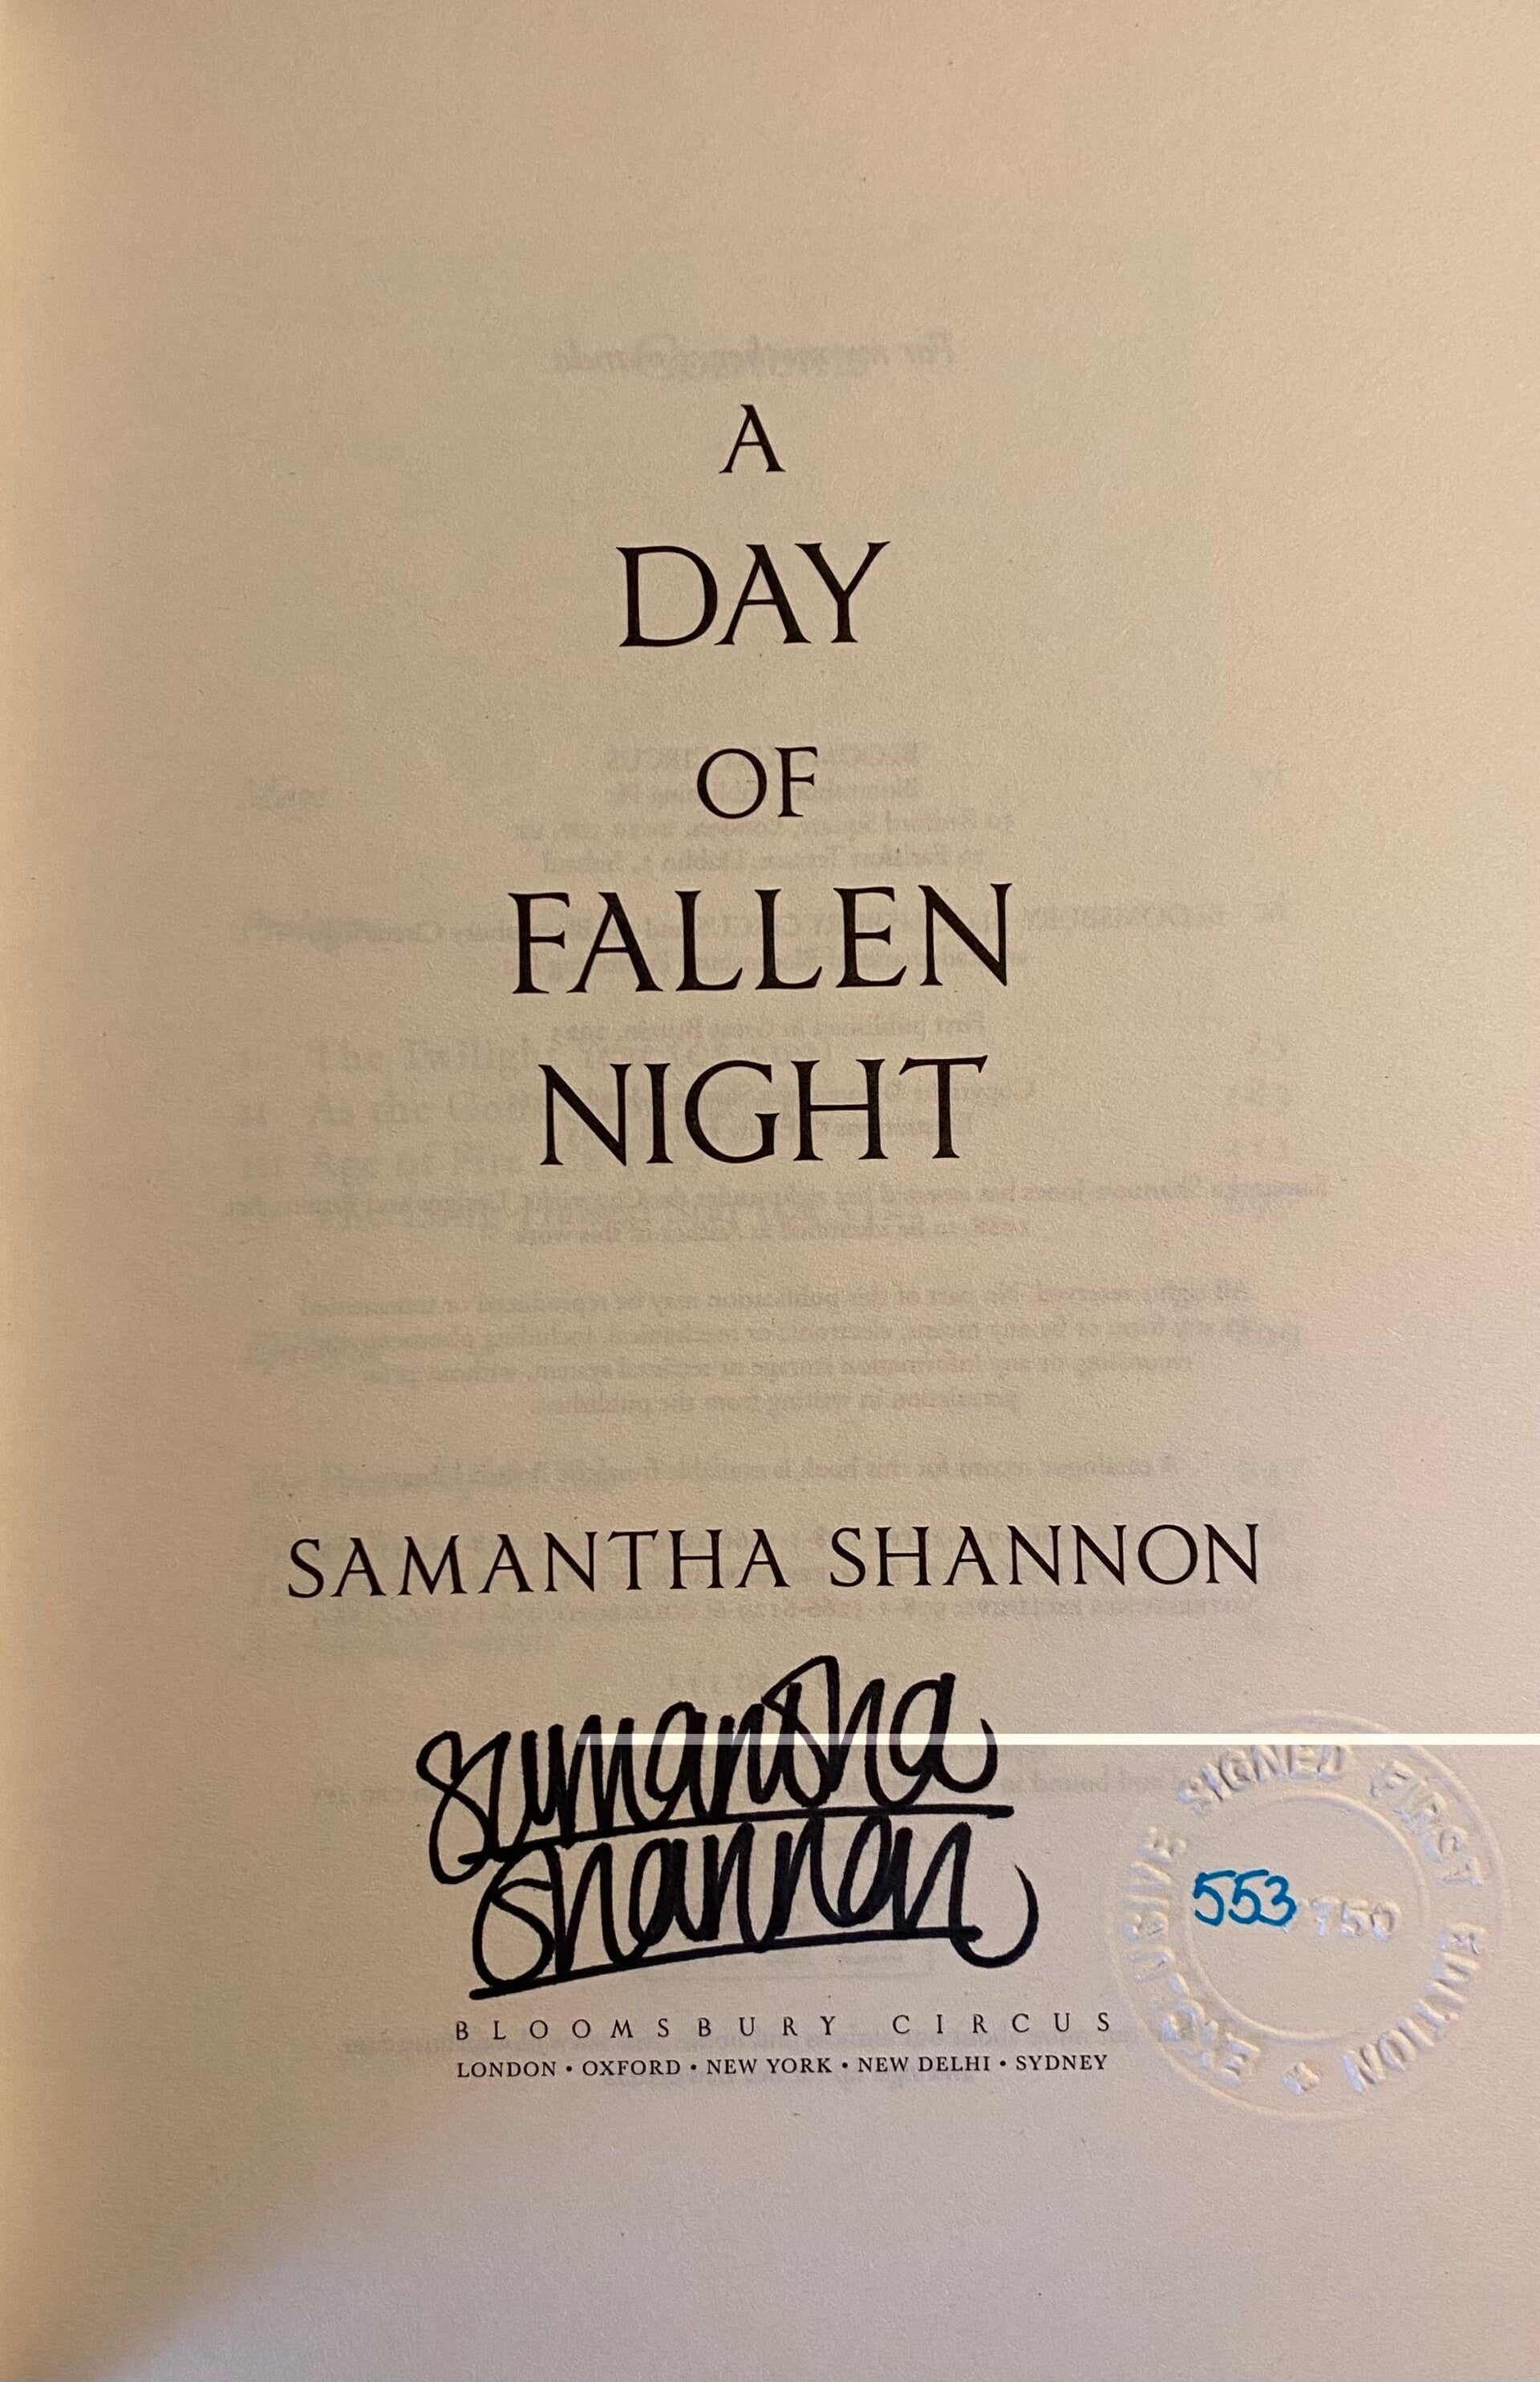 A
DAY
OF
FALLEN
NIGHT
SAMANTHA SHANNON
Samantha
Shannon
EXCLUSIVE SIGNED FIRST EDITION
553 750
BLOOMSBURY CIRCUS
LONDON • OXFORD • NEW YORK • NEW DELHI • SYDNEY